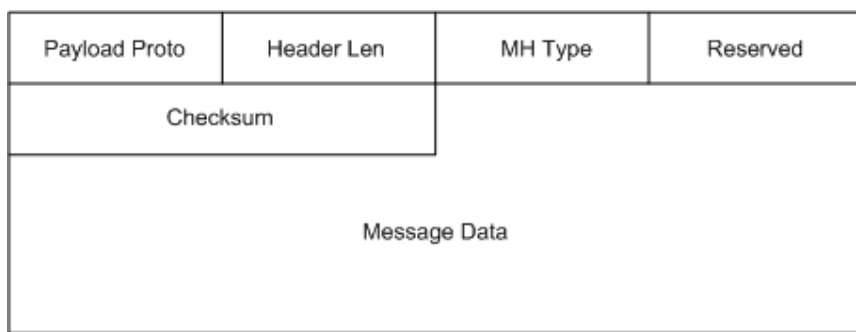 Payload Proto
Header Len
MH Type
Reserved
Checksum
Message Data